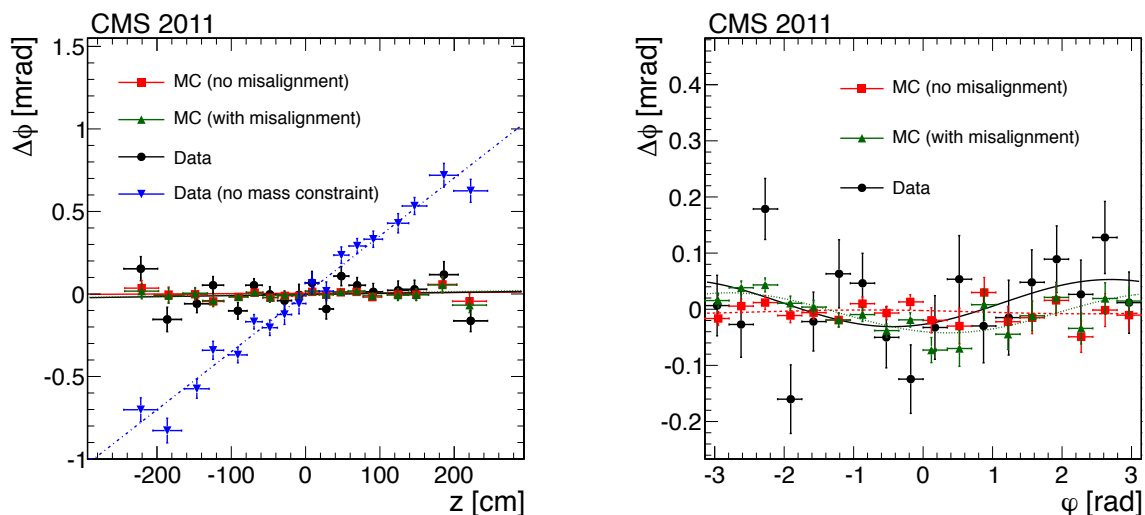 CMS 2011
Δϕ [mrad]
1.5
1
0.5
0
-0.5
-1
MC (no misalignment)
MC (with misalignment)
Data
Data (no mass constraint)
-200 -100 0 100 200
z [cm]
CMS 2011
Δϕ [mrad]
0.4
0.3
0.2
0.1
0
-0.1
-0.2
MC (no misalignment)
MC (with misalignment)
Data
-3 -2 -1 0 1 2 3
φ [rad]